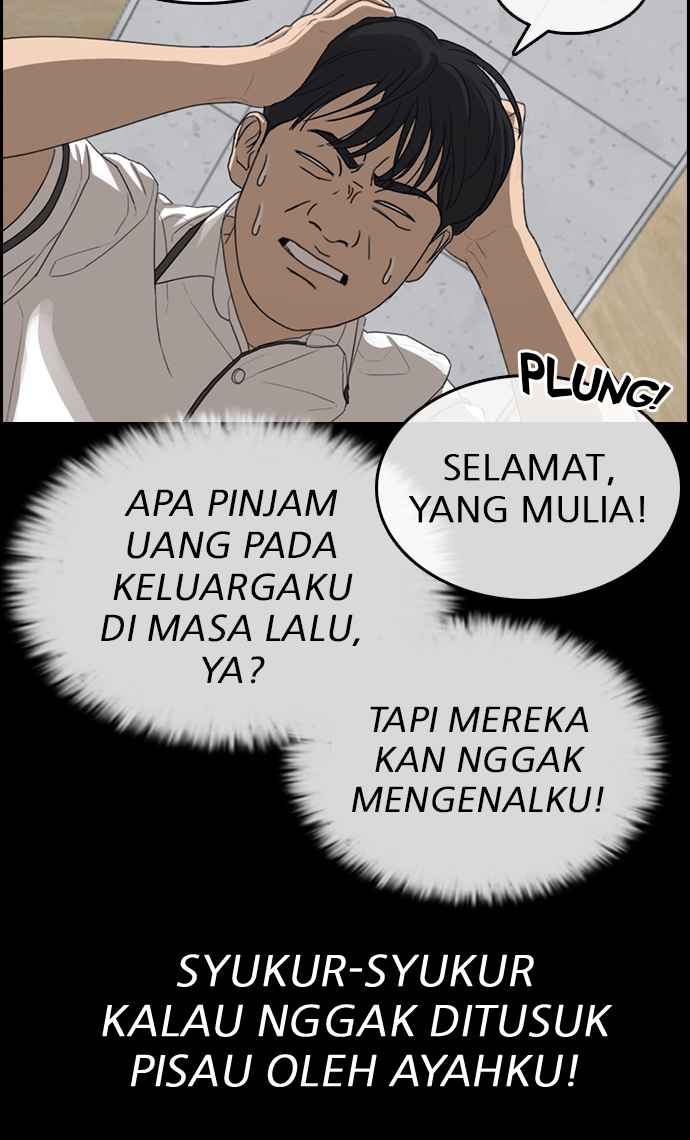 PLUNG!
SELAMAT,
YANG MULIA!
APA PINJAM
UANG PADA
KELUARGAKU
DI MASA LALU,
YA?
TAPI MEREKA
KAN NGGAK
MENGENALKU!
SYUKUR-SYUKUR
KALAU NGGAK DITUSUK
PISAU OLEH AYAHKU!